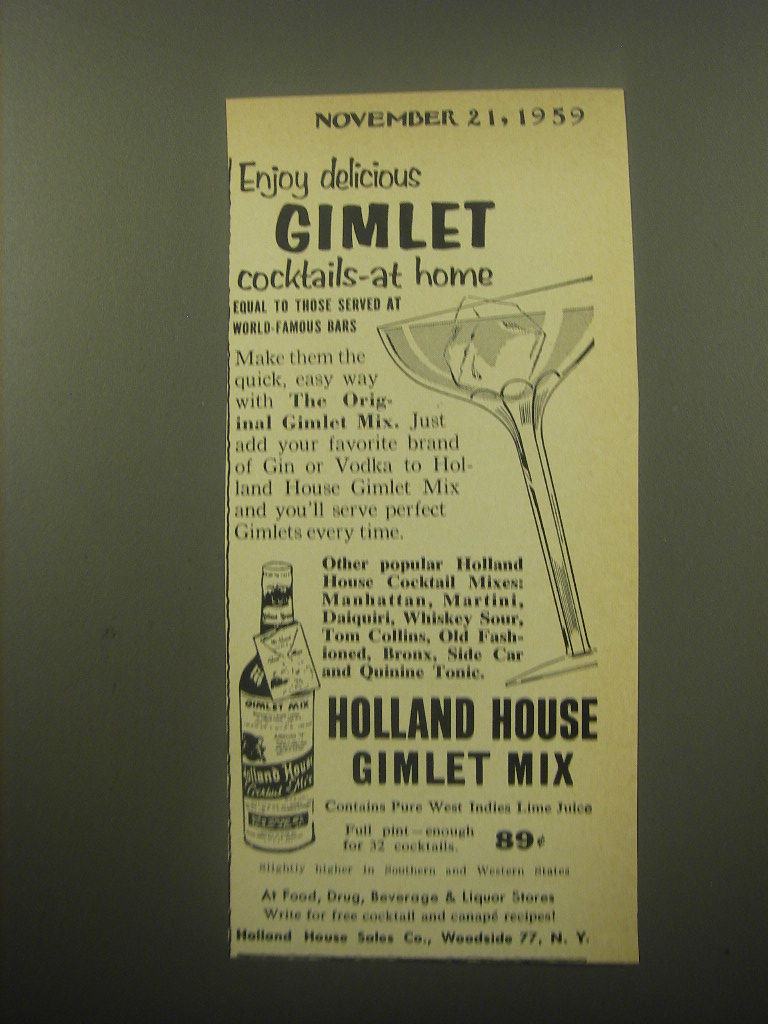 NOVEMBER 21, 1959
Enjoy delicious
GIMLET
cocktails-at home
EQUAL TO THOSE SERVED AT
WORLD-FAMOUS BARS
Make them the
quick, easy way
with The Orig-
inal Gimlet Mix. Just
add your favorite brand
of Gin or Vodka to Hol-
land House Gimlet Mix
and you'll serve perfect
Gimlets every time.
Other popular Holland
House Cocktail Mixes:
Manhattan, Martini,
Daiquiri, Whiskey Sour,
Tom Collins, Old Fash-
ioned, Bronx, Side Car
and Quinine Tonic.
GIMLET MIX
Holland House
Cocktail Mix
HOLLAND HOUSE
GIMLET MIX
Contains Pure West Indies Lime Juice
Full pint—enough
for 32 cocktails.
89¢
Slightly higher in Southern and Western States
At Food, Drug, Beverage & Liquor Stores
Write for free cocktail and canapé recipes!
Holland House Sales Co., Woodside 77, N. Y.